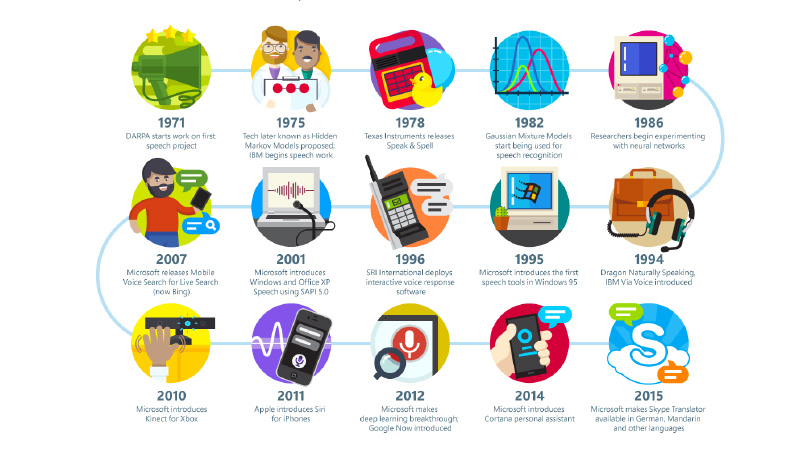 1971
DARPA starts work on first
speech project
1975
Tech later known as Hidden
Markov Models proposed;
IBM begins speech work
1978
Texas Instruments releases
Speak & Spell
1982
Gaussian Mixture Models
start being used for
speech recognition
1986
Researchers begin experimenting
with neural networks
2007
Microsoft releases Mobile
Voice Search for Live Search
(now Bing)
2001
Microsoft introduces
Windows and Office XP
Speech using SAPI 5.0
1996
SRI International deploys
interactive voice response
software
1995
Microsoft introduces the first
speech tools in Windows 95
1994
Dragon Naturally Speaking,
IBM Via Voice introduced
2010
Microsoft introduces
Kinect for Xbox
2011
Apple introduces Siri
for iPhones
2012
Microsoft makes
deep learning breakthrough;
Google Now introduced
2014
Microsoft introduces
Cortana personal assistant
S
2015
Microsoft makes Skype Translator
available in German, Mandarin
and other languages